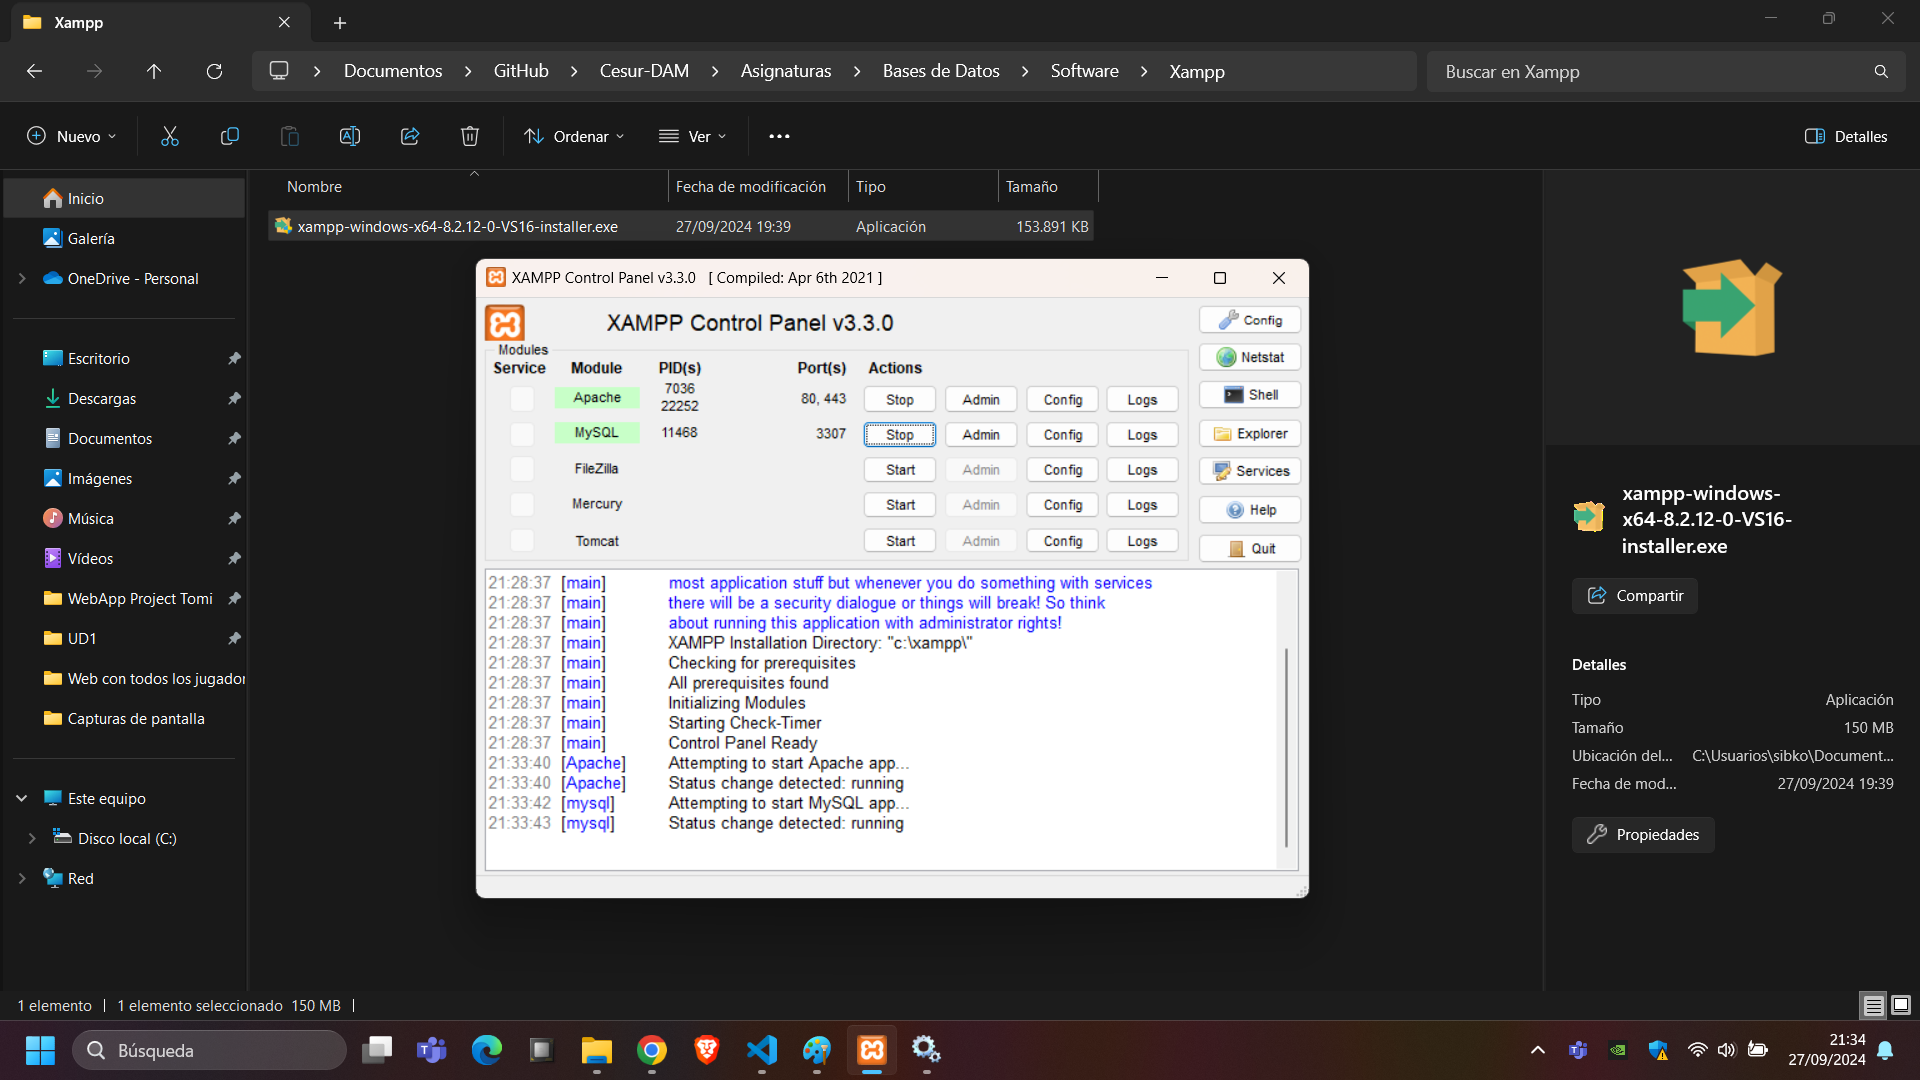 Xampp
Documentos
GitHub
Cesur-DAM
Asignaturas
Bases de Datos
Software
Xampp
Buscar en Xampp
Nuevo
Ordenar
Ver
Detalles
Nombre
Fecha de modificación
Tipo
Tamaño
xampp-windows-x64-8.2.12-0-VS16-installer.exe
27/09/2024 19:39
Aplicación
153.891 KB
Inicio
Galería
OneDrive - Personal
Escritorio
Descargas
Documentos
Imágenes
Música
Vídeos
WebApp Project Tomi
UD1
Web con todos los jugador
Capturas de pantalla
Este equipo
Disco local (C:)
Red
XAMPP Control Panel v3.3.0 [ Compiled: Apr 6th 2021 ]
XAMPP Control Panel v3.3.0
Modules
Service Module PID(s) Port(s) Actions
Apache 7036 22252 80, 443 Stop Admin Config Logs
MySQL 11468 3307 Stop Admin Config Logs
FileZilla Start Admin Config Logs
Mercury Start Admin Config Logs
Tomcat Start Admin Config Logs
Config
Netstat
Shell
Explorer
Services
Help
Quit
21:28:37 [main] most application stuff but whenever you do something with services
21:28:37 [main] there will be a security dialogue or things will break! So think
21:28:37 [main] about running this application with administrator rights!
21:28:37 [main] XAMPP Installation Directory: "c:\xampp\"
21:28:37 [main] Checking for prerequisites
21:28:37 [main] All prerequisites found
21:28:37 [main] Initializing Modules
21:28:37 [main] Starting Check-Timer
21:28:37 [main] Control Panel Ready
21:33:40 [Apache] Attempting to start Apache app...
21:33:40 [Apache] Status change detected: running
21:33:42 [mysql] Attempting to start MySQL app...
21:33:43 [mysql] Status change detected: running
xampp-windows-
x64-8.2.12-0-VS16-
installer.exe
Compartir
Detalles
Tipo Aplicación
Tamaño 150 MB
Ubicación del... C:\Usuarios\sibko\Document...
Fecha de mod... 27/09/2024 19:39
Propiedades
1 elemento
1 elemento seleccionado 150 MB
Búsqueda
21:34
27/09/2024